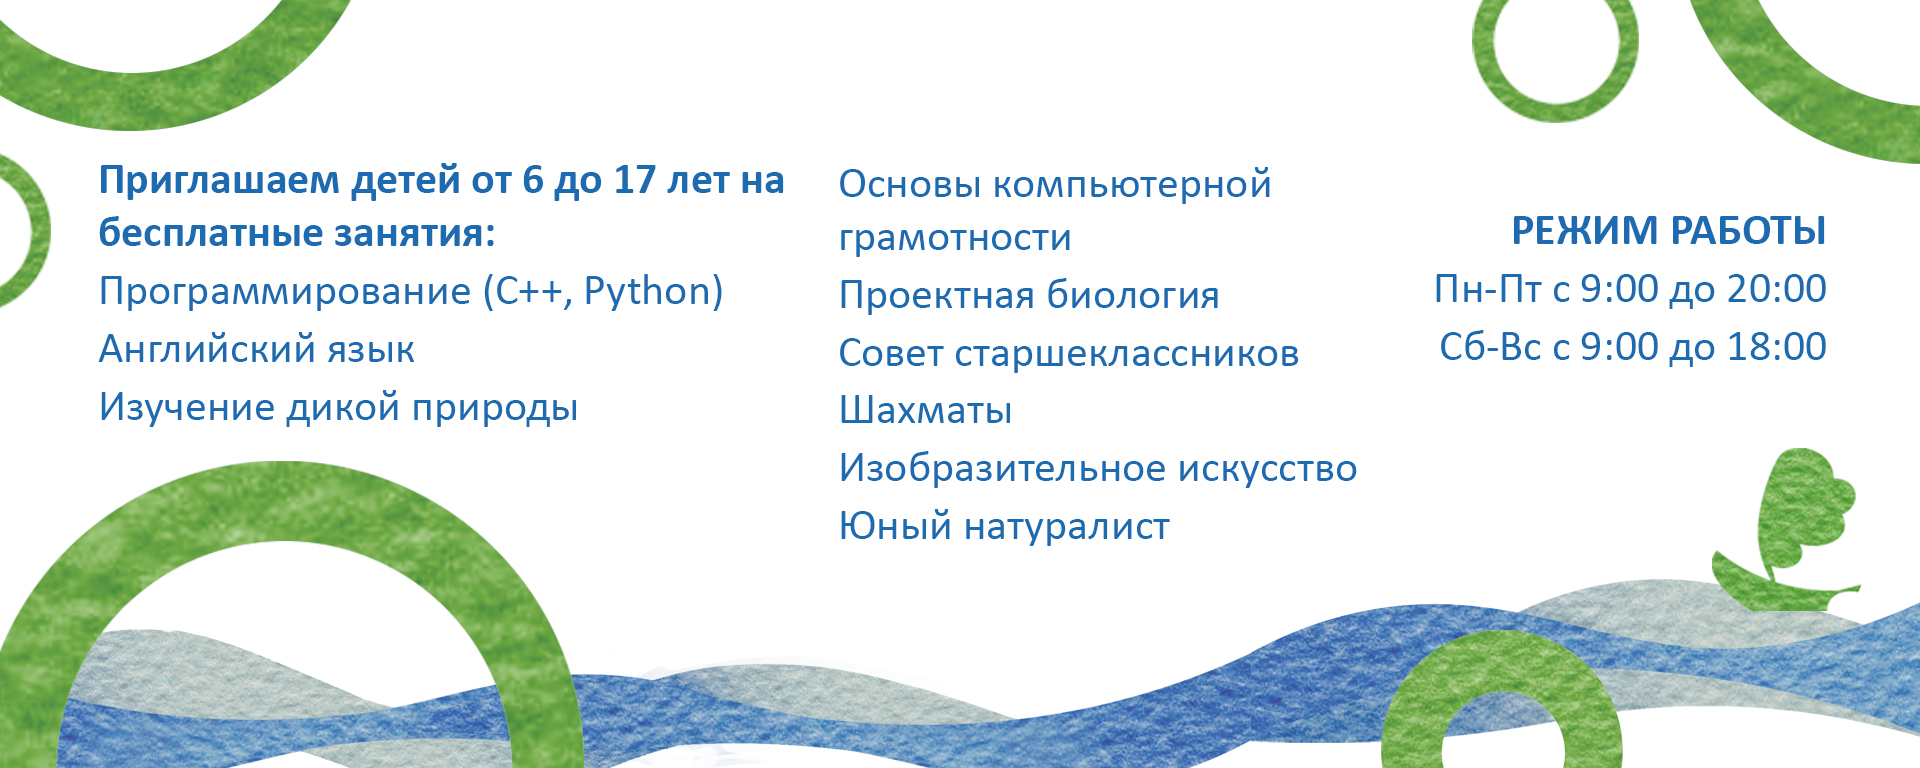 Приглашаем детей от 6 до 17 лет на
бесплатные занятия:
Программирование (C++, Python)
Английский язык
Изучение дикой природы
Основы компьютерной
грамотности
Проектная биология
Совет старшеклассников
Шахматы
Изобразительное искусство
Юный натуралист
РЕЖИМ РАБОТЫ
Пн-Пт с 9:00 до 20:00
Сб-Вс с 9:00 до 18:00